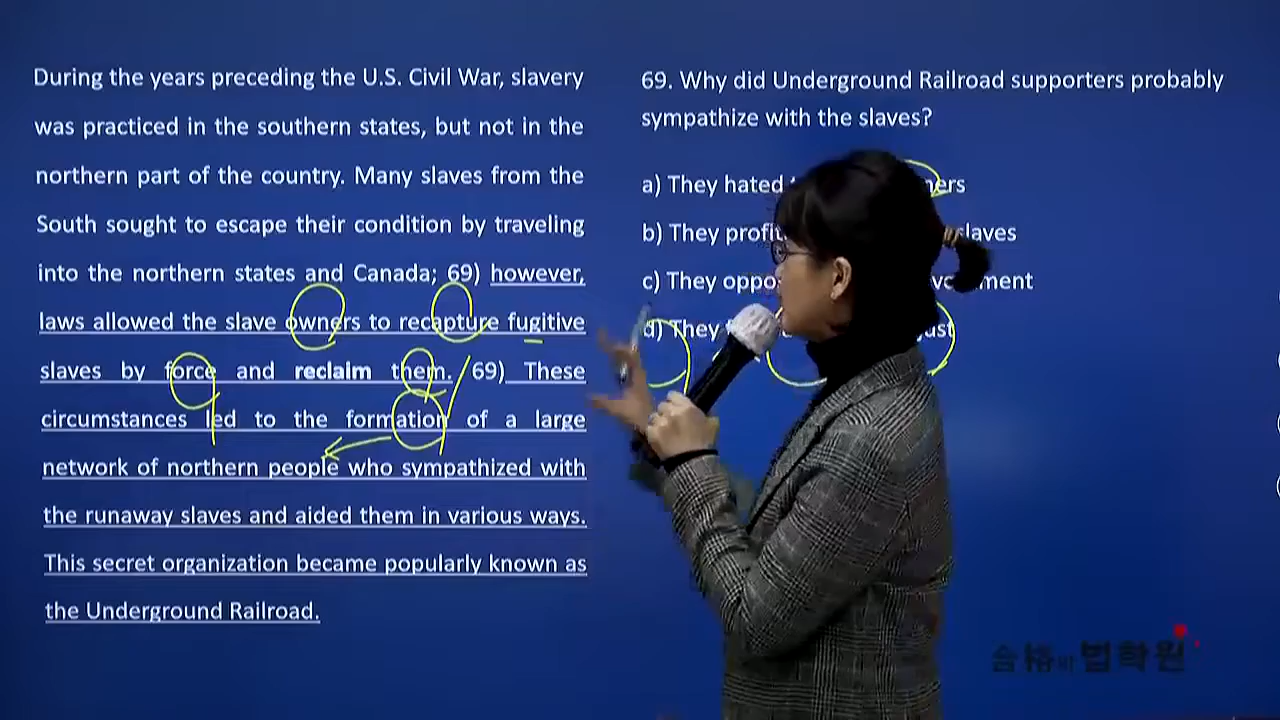 During the years preceding the U.S. Civil War, slavery
was practiced in the southern states, but not in the
northern part of the country. Many slaves from the
South sought to escape their condition by traveling
into the northern states and Canada; 69) however,
laws allowed the slave owners to recapture fugitive
slaves by force and reclaim them. 69) These
circumstances led to the formation of a large
network of northern people who sympathized with
the runaway slaves and aided them in various ways.
This secret organization became popularly known as
the Underground Railroad.
69. Why did Underground Railroad supporters probably
sympathize with the slaves?
a) They hated
b) They slaves
c) They
d) They
合格의 법학원